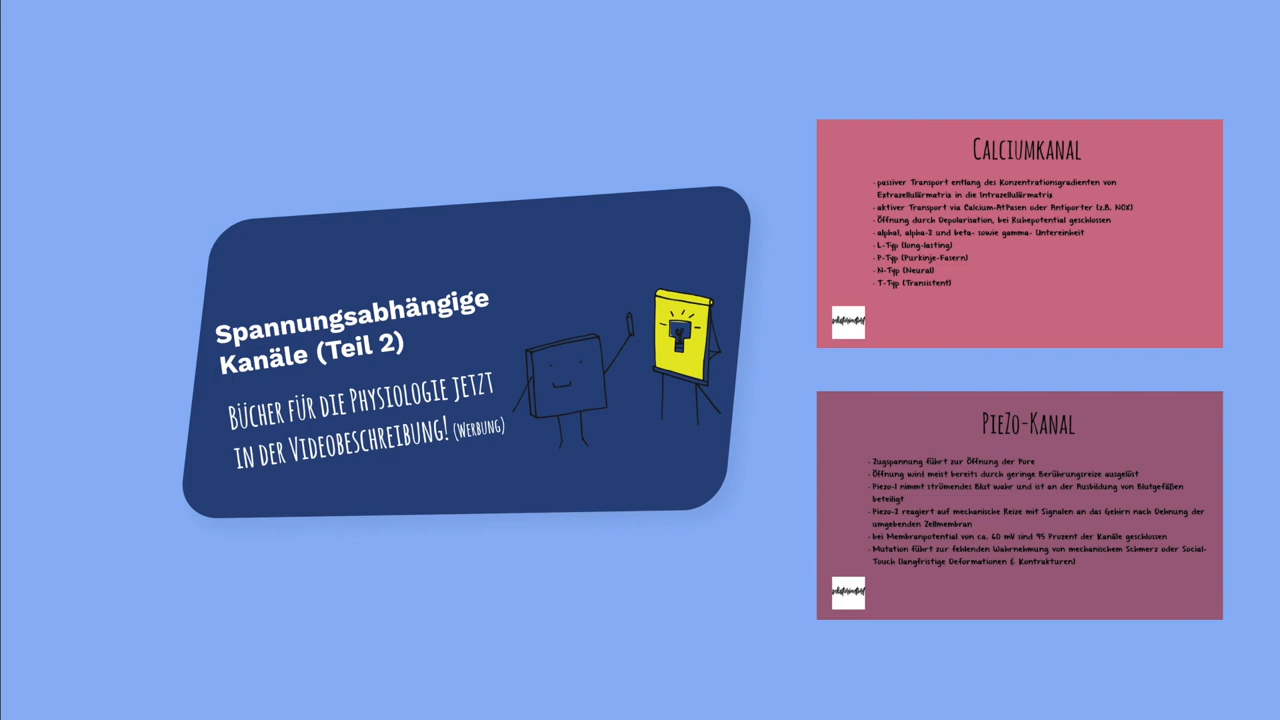 Spannungsabhängige
Kanäle (Teil 2)
Bücher für die Physiologie jetzt
in der Videobeschreibung! (Werbung)
Calciumkanal
- passiver Transport entlang des Konzentrationsgradienten von
Extrazellulärmatrix in die Intrazellulärmatrix
- aktiver Transport via Calcium-AtPasen oder Antiporter (z.B. NCX)
- Öffnung durch Depolarisation, bei Ruhepotential geschlossen
- alpha1, alpha-2 und beta- sowie gamma- Untereinheit
- L-Typ (long-lasting)
- P-Typ (Purkinje-Fasern)
- N-Typ (Neural)
- T-Typ (Transistent)
PieZo-Kanal
- Zugspannung führt zur Öffnung der Pore
- Öffnung wird meist bereits durch geringe Berührungsreize ausgelöst
- Piezo-1 nimmt strömendes Blut wahr und ist an der Ausbildung von Blutgefäßen
beteiligt
- Piezo-2 reagiert auf mechanische Reize mit Signalen an das Gehirn nach Dehnung der
umgebenden Zellmembran
- bei Membranpotential von ca. 60 mV sind 95 Prozent der Kanäle geschlossen
- Mutation führt zur fehlenden Wahrnehmung von mechanischem Schmerz oder Social-
Touch (langfristige Deformationen & Kontrakturen)